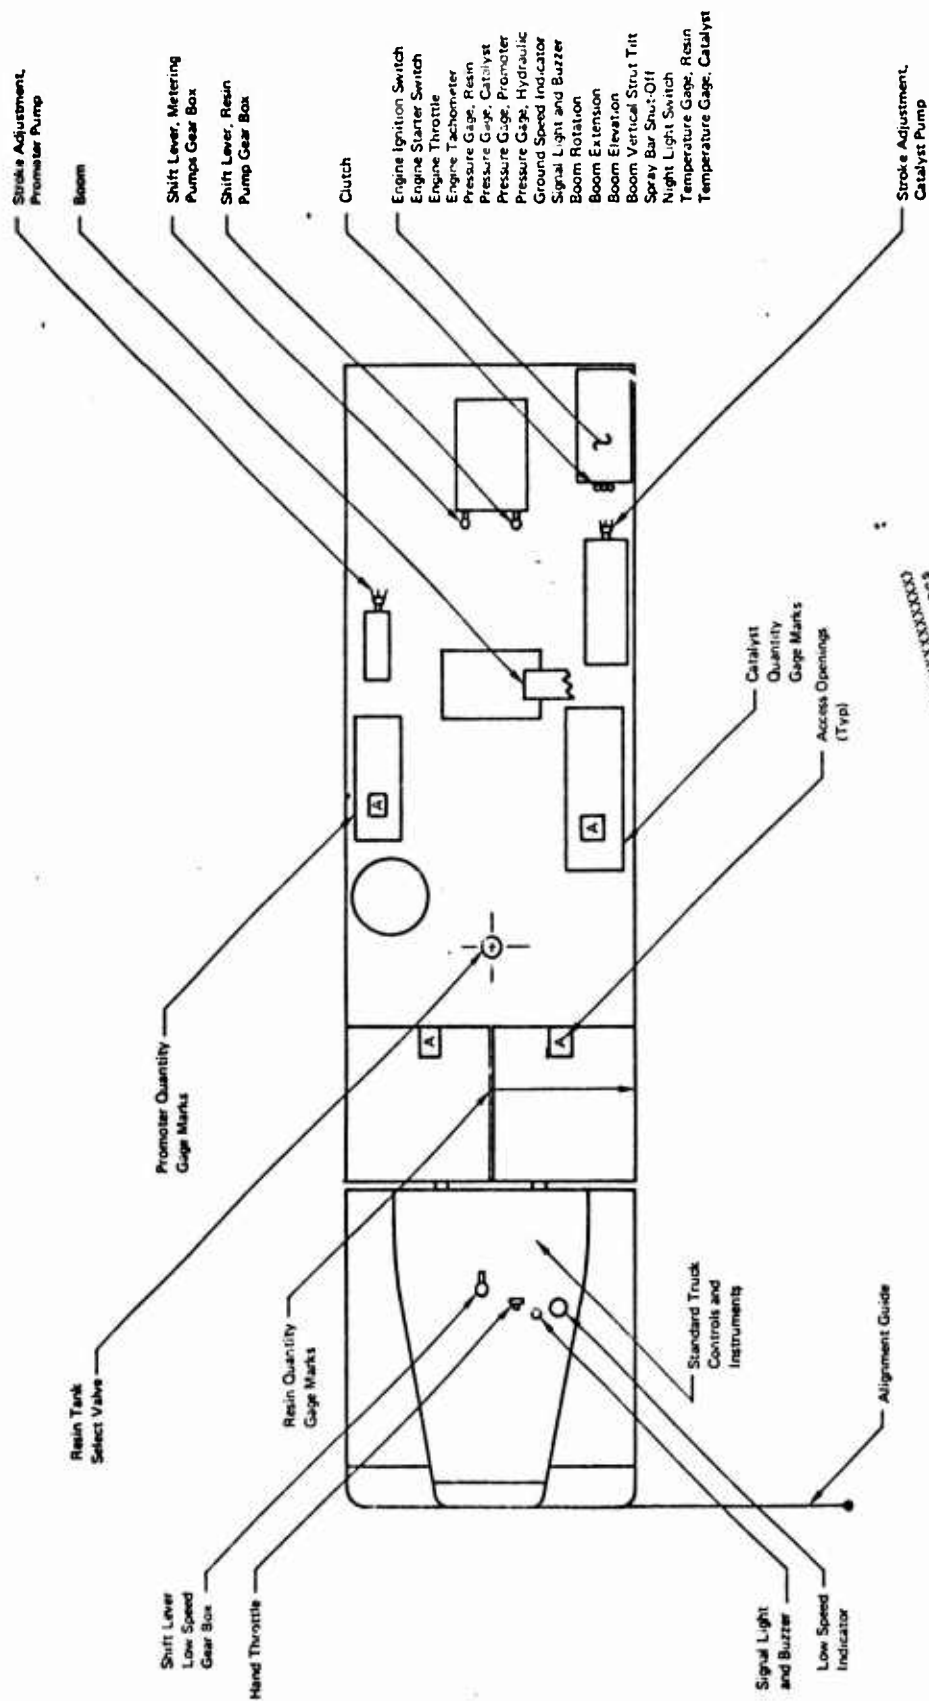 Stroke Adjustment,
Prometer Pump
Boom
Shift Lever, Metering
Pumps Gear Box
Shift Lever, Resin
Pump Gear Box
Clutch
Engine Ignition Switch
Engine Starter Switch
Engine Throttle
Engine Tachometer
Pressure Gage, Resin
Pressure Gage, Catalyst
Pressure Gage, Promoter
Pressure Gage, Hydraulic
Ground Speed Indicator
Signal Light and Buzzer
Boom Rotation
Boom Extension
Boom Elevation
Boom Vertical Strut Tilt
Spray Bar Shut-Off
Night Light Switch
Temperature Gage, Resin
Temperature Gage, Catalyst
Stroke Adjustment,
Catalyst Pump
Promoter Quantity
Gage Marks
A
A
Catalyst
Quantity
Gage Marks
Access Openings
(Typ)
A
A
Resin Tank
Select Valve
Resin Quantity
Gage Marks
Standard Truck
Controls and
Instruments
Alignment Guide
Shift Lever
Low Speed
Gear Box
Hand Throttle
Signal Light
and Buzzer
Low Speed
Indicator